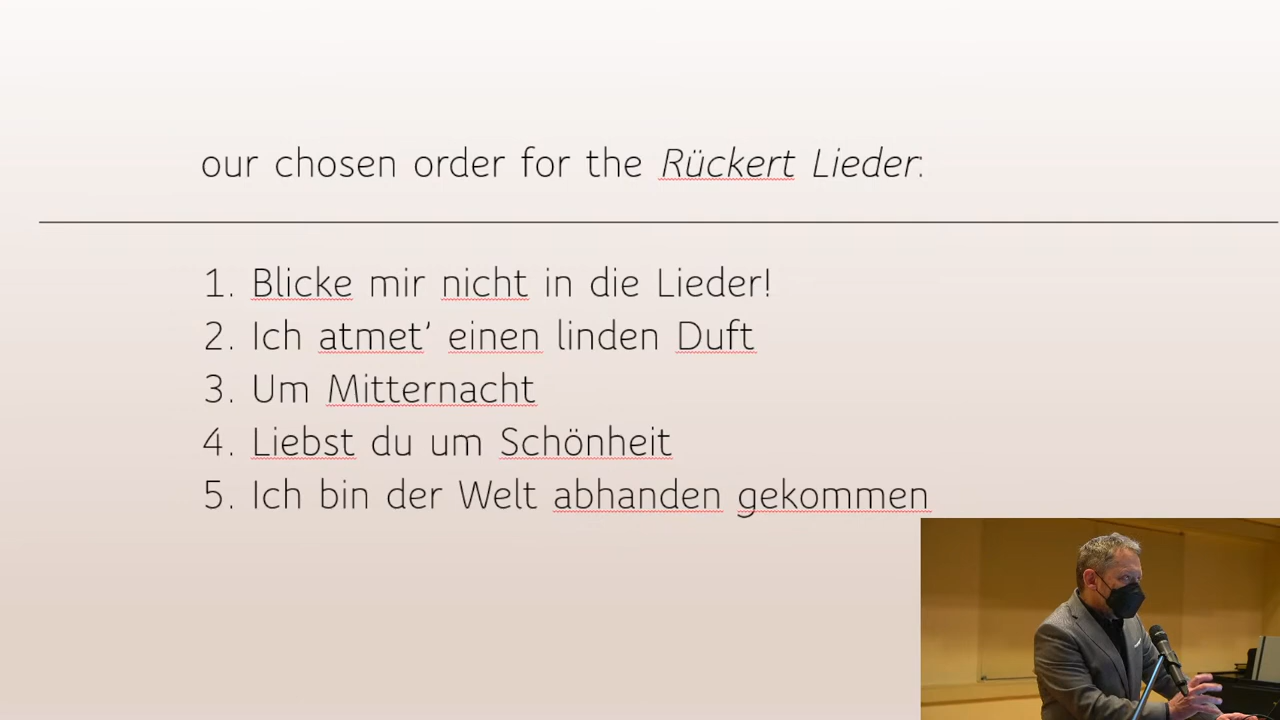 our chosen order for the Rückert Lieder:
1. Blicke mir nicht in die Lieder!
2. Ich atmet’ einen linden Duft
3. Um Mitternacht
4. Liebst du um Schönheit
5. Ich bin der Welt abhanden gekommen